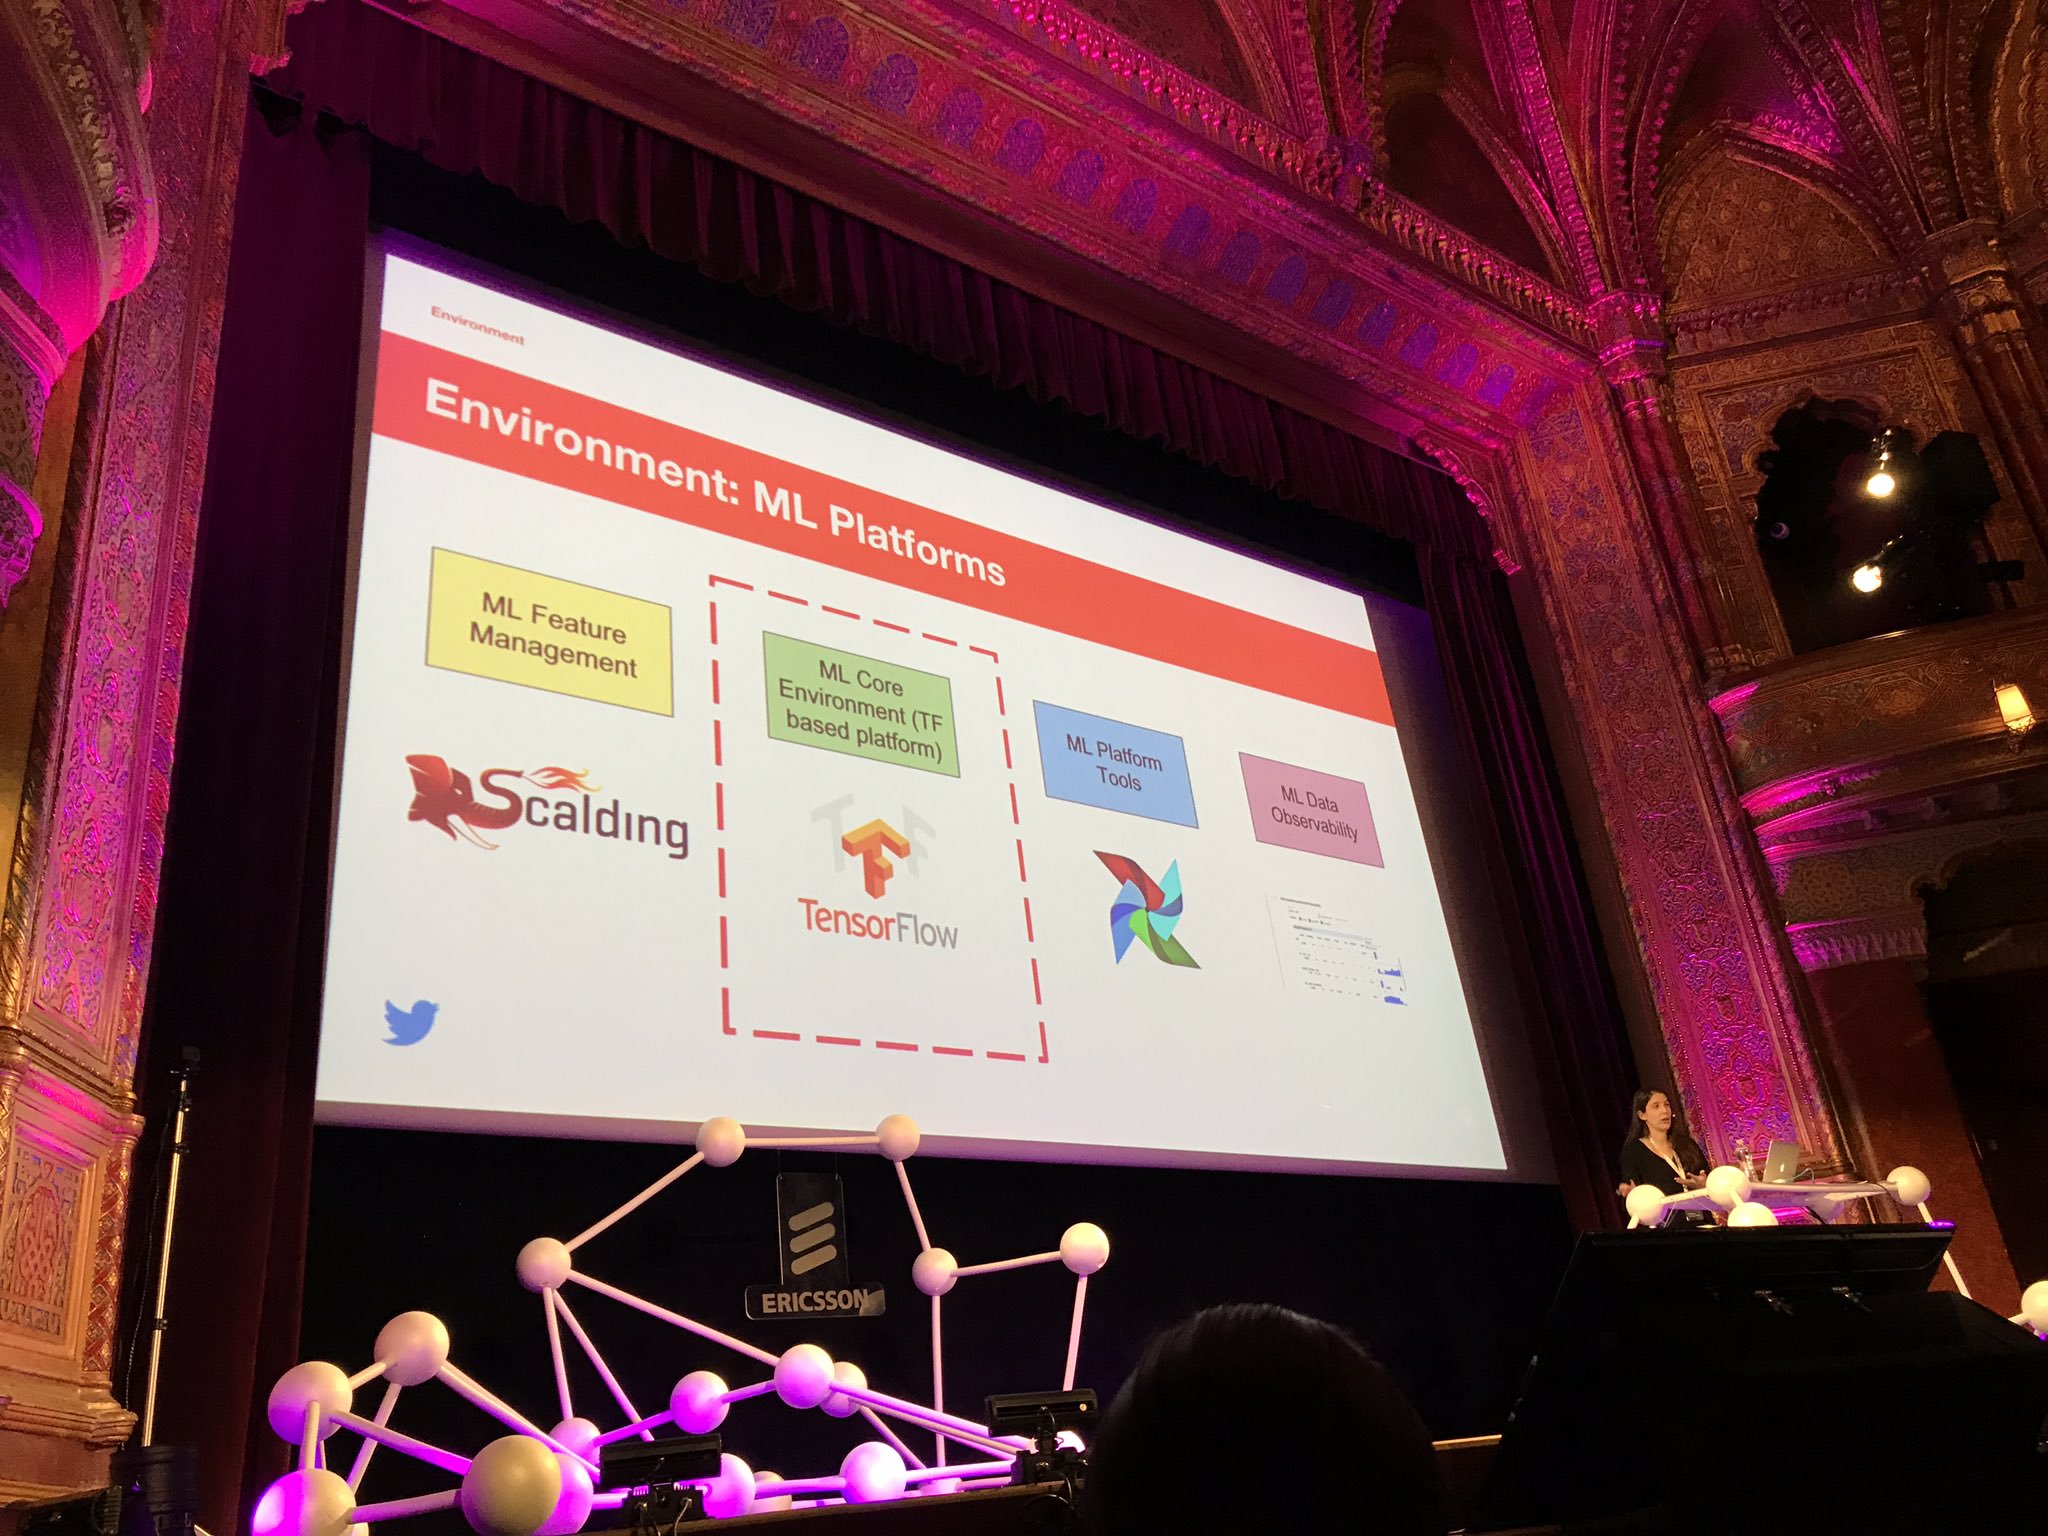 Environment
Environment: ML Platforms
ML Feature
Management
ML Core
Environment (TF
based platform)
ML Platform
Tools
ML Data
Observability
Scalding
TensorFlow
ERICSSON